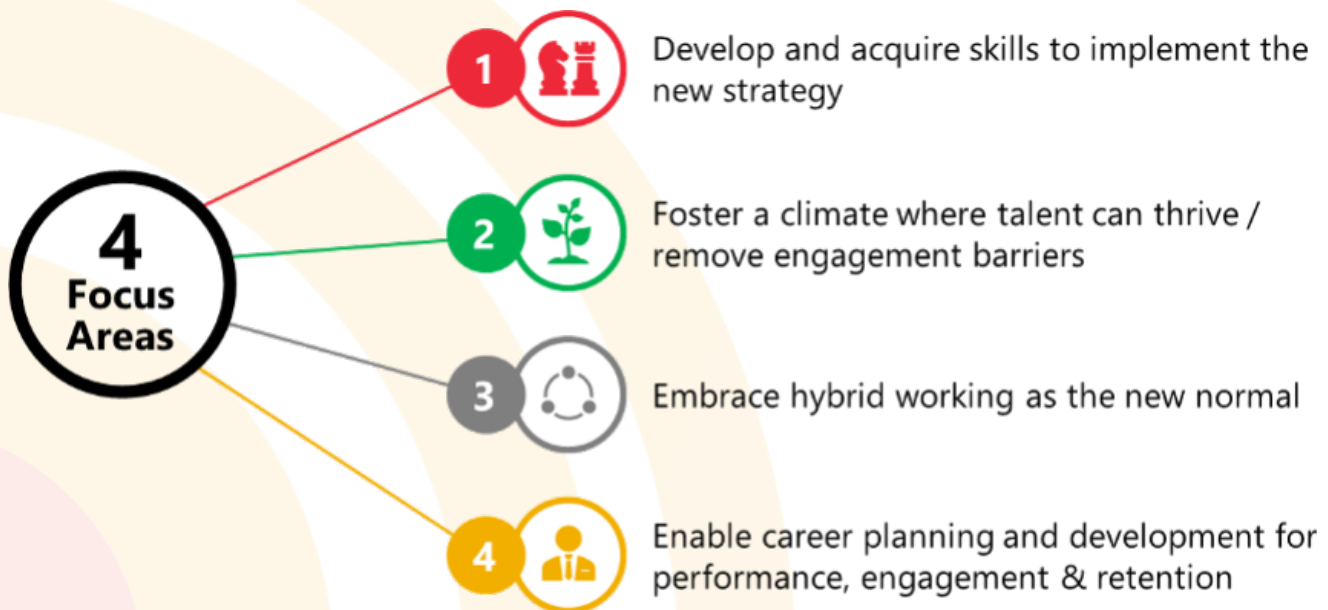 4
Focus
Areas
1
Develop and acquire skills to implement the
new strategy
2
Foster a climate where talent can thrive /
remove engagement barriers
3
Embrace hybrid working as the new normal
4
Enable career planning and development for
performance, engagement & retention